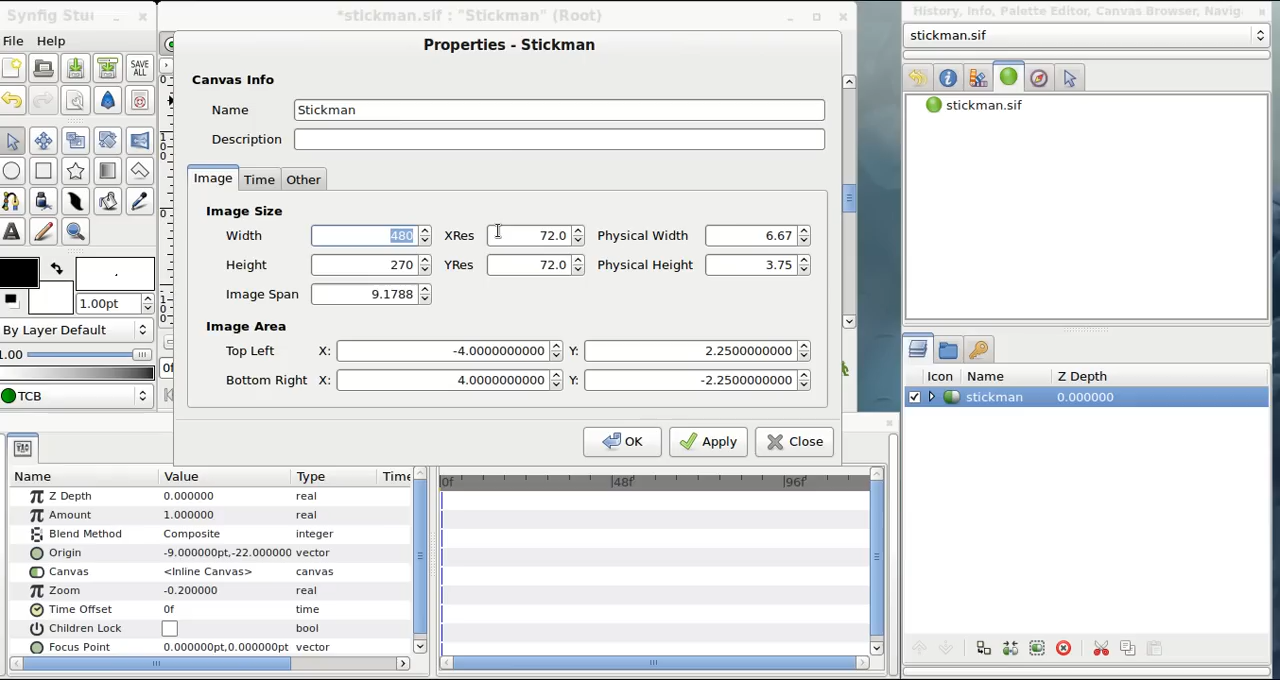 Synfig Stu
*stickman.sif : "Stickman" (Root)
History, Info, Palette Editor, Canvas Browser, Navig
File Help
Properties - Stickman
stickman.sif
SAVE ALL
Canvas Info
Name Stickman
Description
stickman.sif
Image Time Other
Image Size
Width 480 XRes 72.0 Physical Width 6.67
Height 270 YRes 72.0 Physical Height 3.75
Image Span 9.1788
1.00pt
By Layer Default
Image Area
Top Left X: -4.0000000000 Y: 2.2500000000
1.00
0f
Bottom Right X: 4.0000000000 Y: -2.2500000000
TCB
Icon Name Z Depth
stickman 0.000000
OK Apply Close
Name Value Type Time
0f 48f 96f
Z Depth 0.000000 real
Amount 1.000000 real
Blend Method Composite integer
Origin -9.000000pt,-22.000000 vector
Canvas <Inline Canvas> canvas
Zoom -0.200000 real
Time Offset 0f time
Children Lock bool
Focus Point 0.000000pt,0.000000pt vector